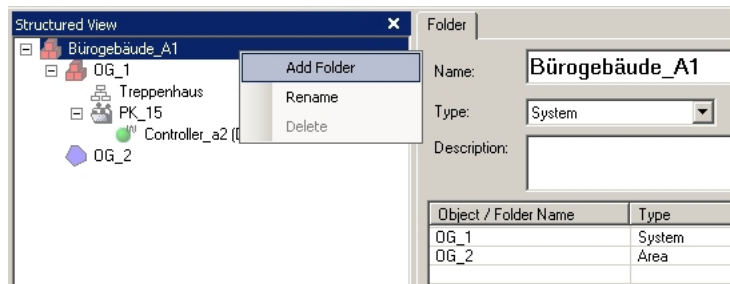 Structured View
Bürogebäude_A1
OG_1
Treppenhaus
PK_15
Controller_a2
OG_2
Add Folder
Rename
Delete
Folder
Name: Bürogebäude_A1
Type: System
Description:
Object / Folder Name Type
OG_1 System
OG_2 Area